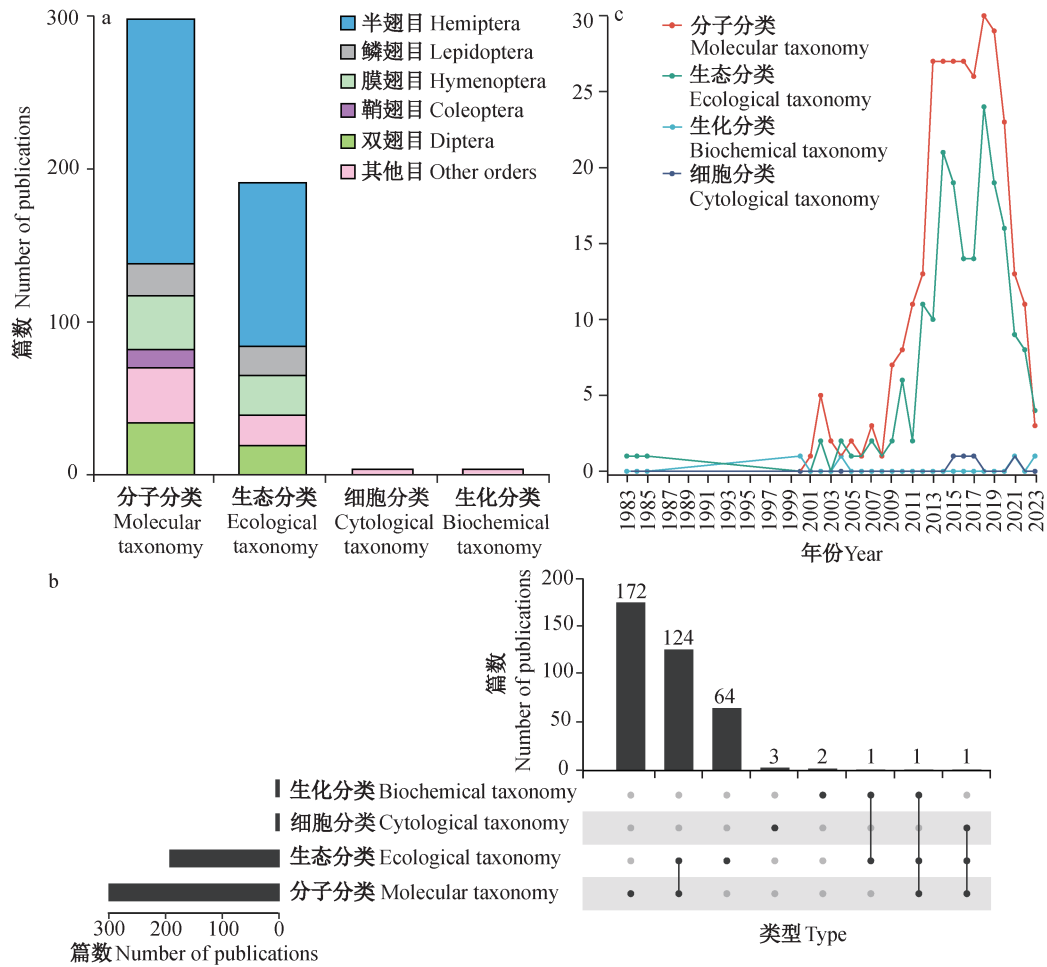 a
300
200
100
0
篇数 Number of publications
半翅目 Hemiptera
鳞翅目 Lepidoptera
膜翅目 Hymenoptera
鞘翅目 Coleoptera
双翅目 Diptera
其他目 Other orders
分子分类
Molecular
taxonomy
生态分类
Ecological
taxonomy
细胞分类
Cytological
taxonomy
生化分类
Biochemical
taxonomy
c
30
25
20
15
10
5
0
分子分类
Molecular taxonomy
生态分类
Ecological taxonomy
生化分类
Biochemical taxonomy
细胞分类
Cytological taxonomy
1983
1985
1987
1989
1991
1993
1995
1997
1999
2001
2003
2005
2007
2009
2011
2013
2015
2017
2019
2021
2023
年份Year
b
篇数
Number of publications
200
150
100
50
0
172
124
64
3
2
1
1
1
生化分类 Biochemical taxonomy
细胞分类 Cytological taxonomy
生态分类 Ecological taxonomy
分子分类 Molecular taxonomy
300
200
100
0
篇数 Number of publications
类型 Type